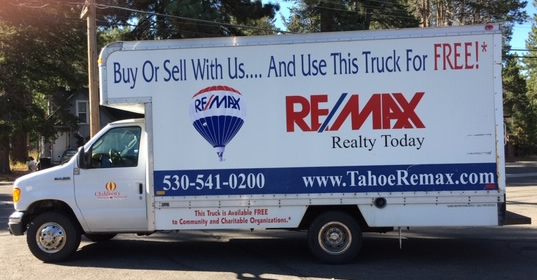 Buy Or Sell With Us.... And Use This Truck For FREE!*
RE/MAX
RE/MAX
Realty Today
530-541-0200 www.TahoeRemax.com
Children's
This Truck is Available FREE
to Community and Charitable Organizations.*